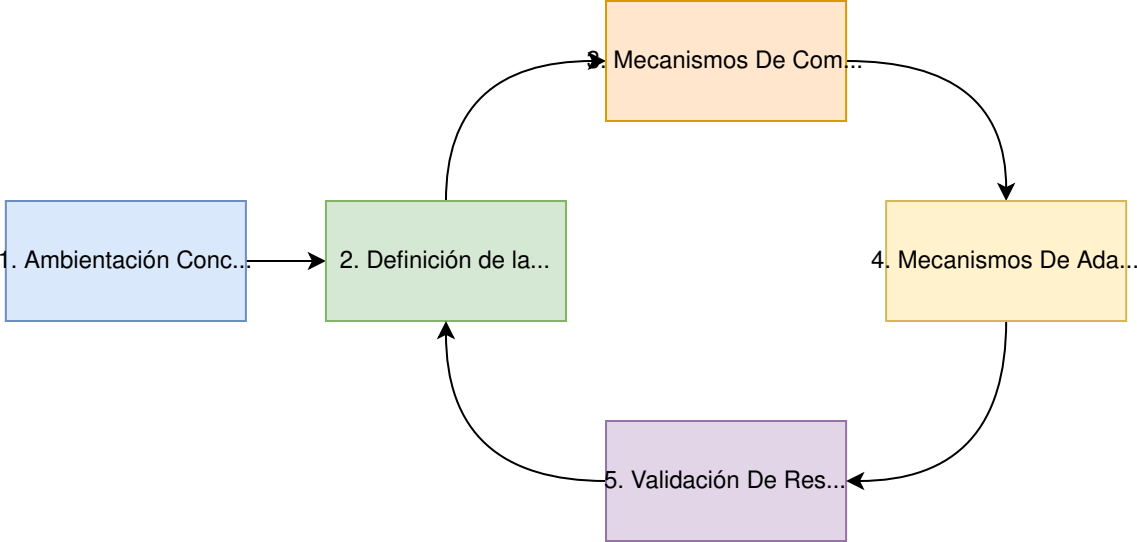 3. Mecanismos De Com...
1. Ambientación Conc...
2. Definición de la...
4. Mecanismos De Ada...
5. Validación De Res...